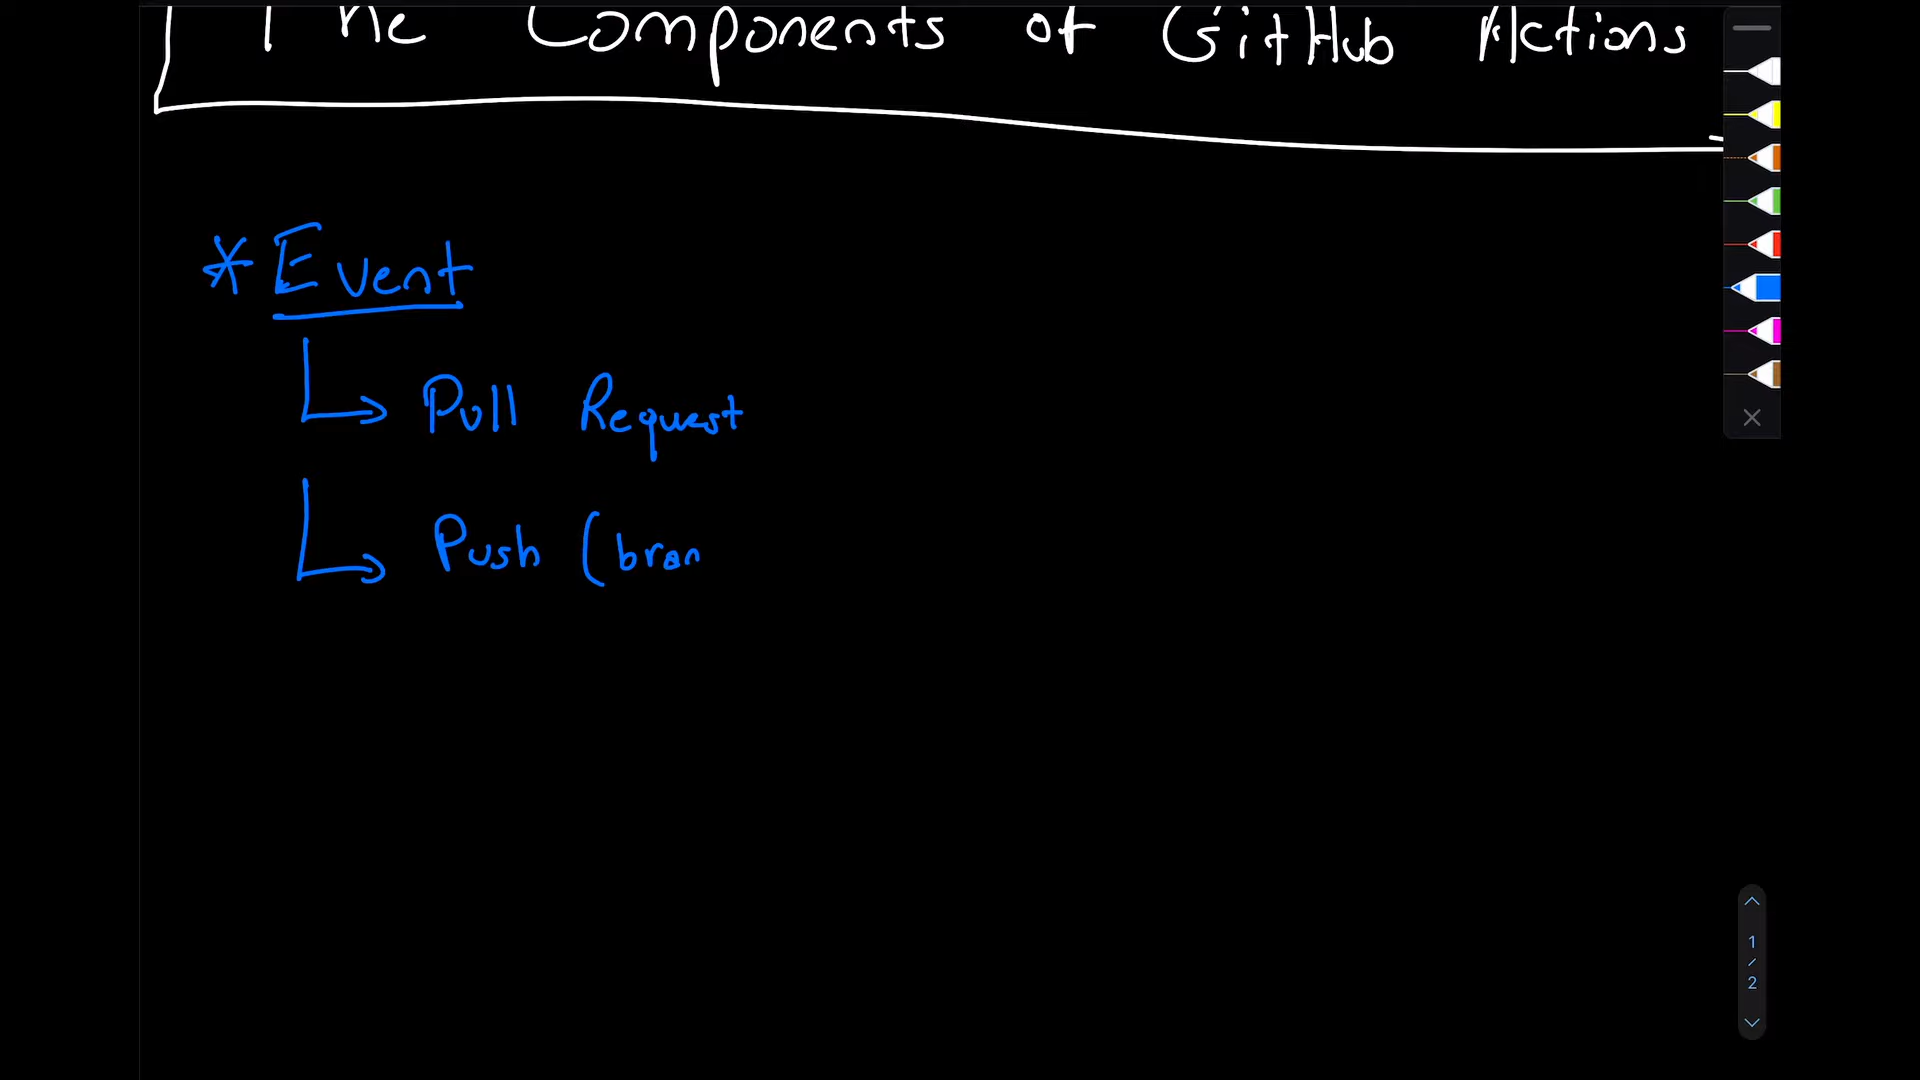 The Components of GitHub Actions
* Event
Pull Request
Push (bran
1
/
2